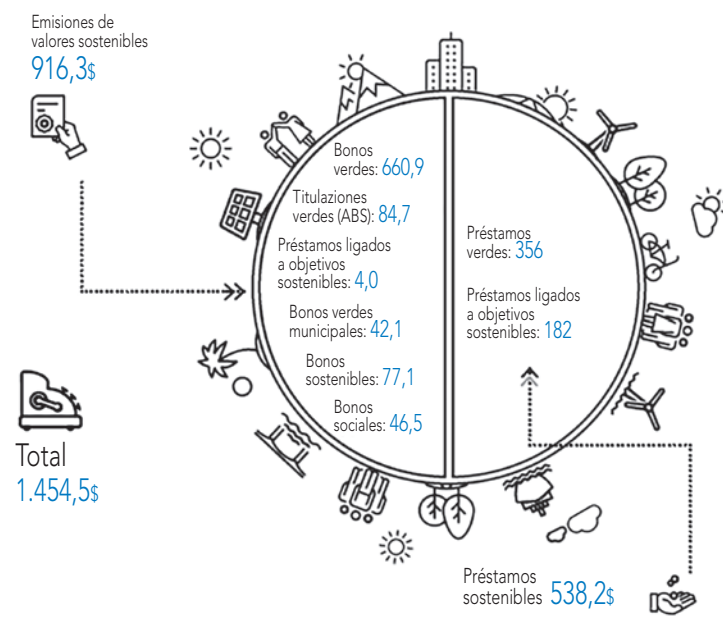 Emisiones de
valores sostenibles
916,3$
Bonos
verdes: 660,9
Titulaziones
verdes (ABS): 84,7
Préstamos ligados
a objetivos
sostenibles: 4,0
Bonos verdes
municipales: 42,1
Bonos
sostenibles: 77,1
Bonos
sociales: 46,5
Préstamos
verdes: 356
Préstamos ligados
a objetivos
sostenibles: 182
Total
1.454,5$
Préstamos
sostenibles 538,2$